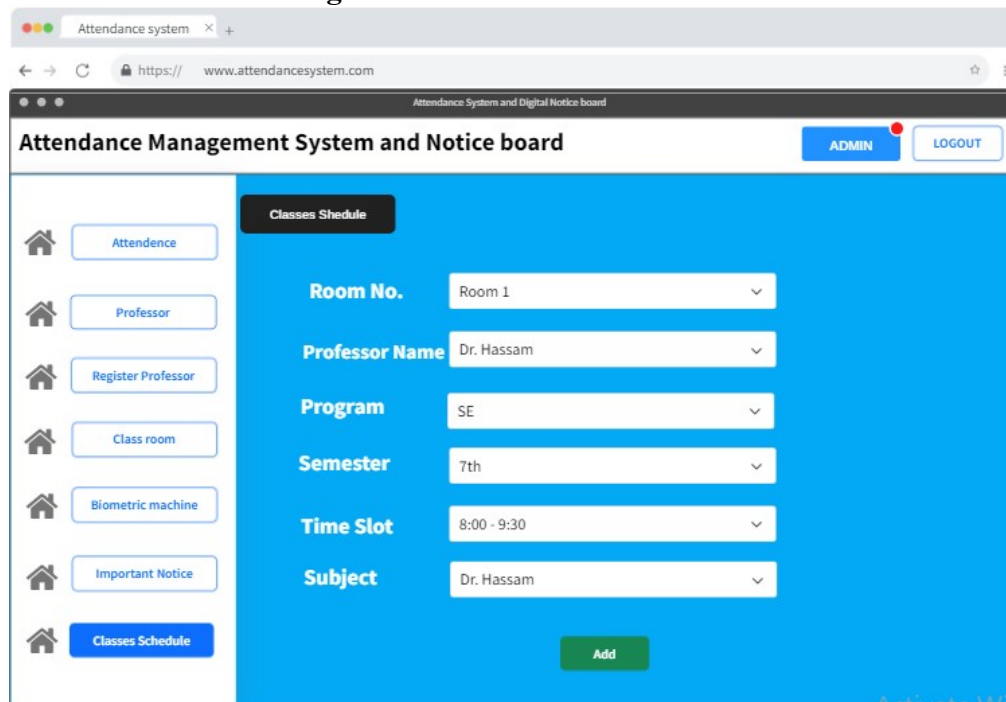 Attendance system × +
https:// www.attendancesystem.com
Attendance System and Digital Notice board
Attendance Management System and Notice board
ADMIN
LOGOUT
Classes Shedule
Attendence
Professor
Register Professor
Class room
Biometric machine
Important Notice
Classes Schedule
Room No. Room 1
Professor Name Dr. Hassam
Program SE
Semester 7th
Time Slot 8:00 - 9:30
Subject Dr. Hassam
Add